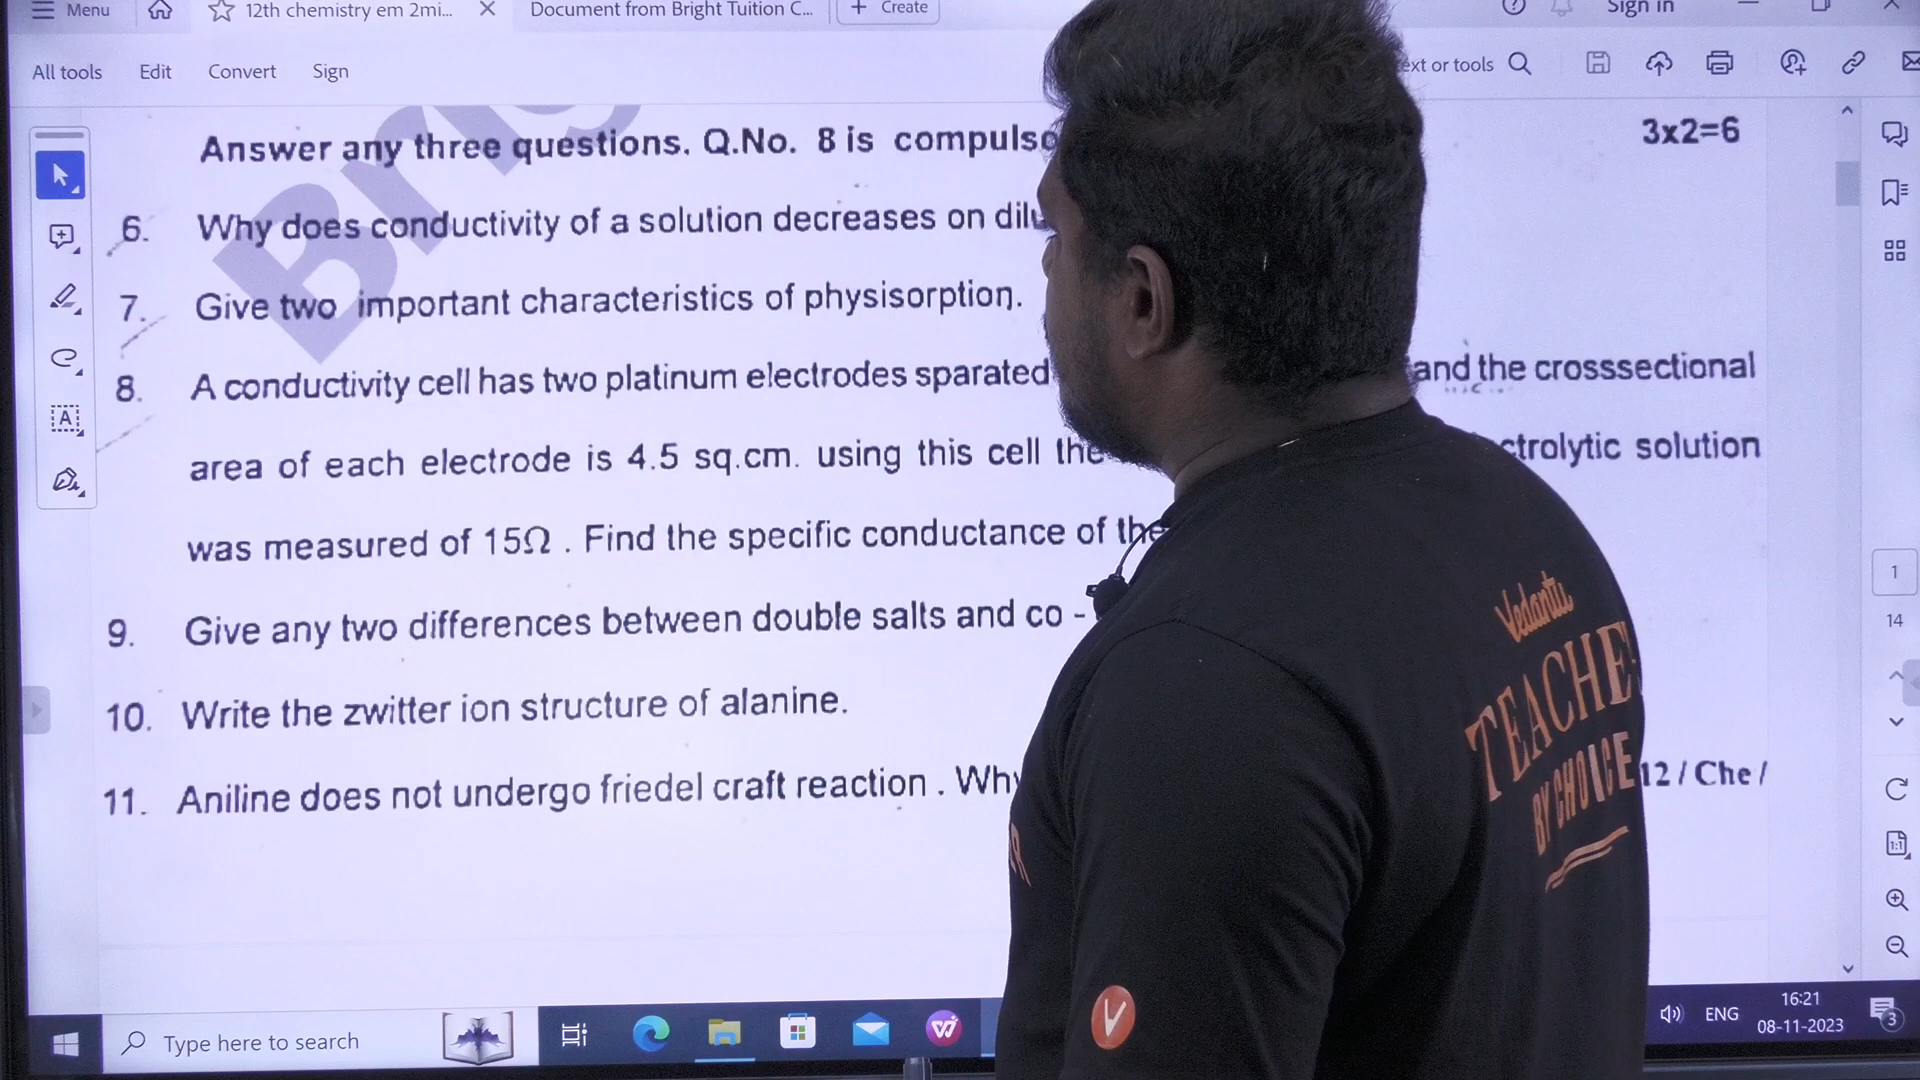 Menu
12th chemistry em 2mi...
Document from Bright Tuition C...
Create
Sign in
All tools
Edit
Convert
Sign
ext or tools
Answer any three questions. Q.No. 8 is compulso
3x2=6
6. Why does conductivity of a solution decreases on dilu
7. Give two important characteristics of physisorption.
8. A conductivity cell has two platinum electrodes sparated and the crosssectional
area of each electrode is 4.5 sq.cm. using this cell the ctrolytic solution
was measured of 15Ω . Find the specific conductance of the
9. Give any two differences between double salts and co -
10. Write the zwitter ion structure of alanine.
11. Aniline does not undergo friedel craft reaction . Why
12 / Che /
Brig
1
14
1:1
Vedantu
TEACHER
BY CHOICE
Type here to search
ENG
16:21
08-11-2023
3